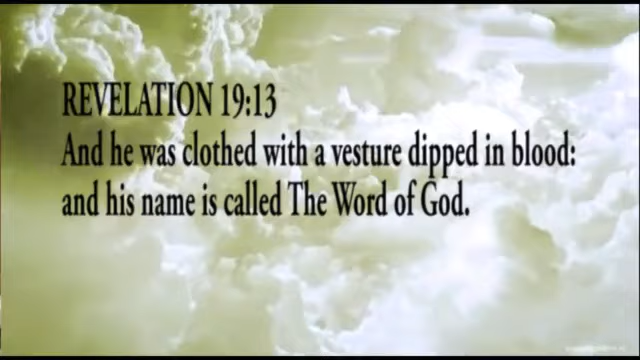 REVELATION 19:13
And he was clothed with a vesture dipped in blood:
and his name is called The Word of God.